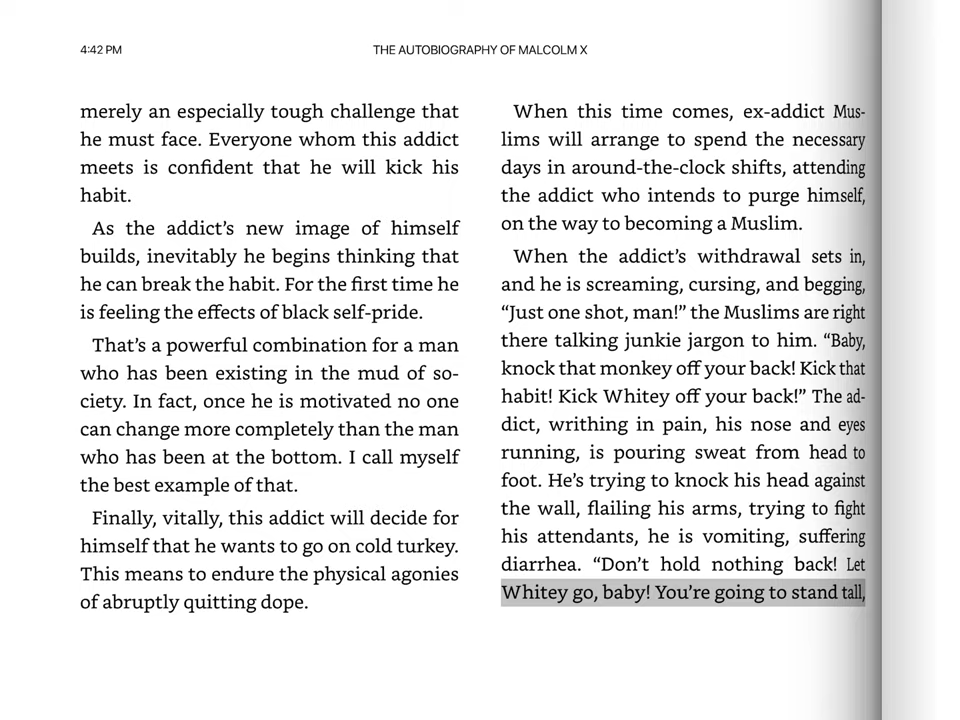 4:42 PM
THE AUTOBIOGRAPHY OF MALCOLM X
merely an especially tough challenge that
he must face. Everyone whom this addict
meets is confident that he will kick his
habit.
As the addict’s new image of himself
builds, inevitably he begins thinking that
he can break the habit. For the first time he
is feeling the effects of black self-pride.
That’s a powerful combination for a man
who has been existing in the mud of so-
ciety. In fact, once he is motivated no one
can change more completely than the man
who has been at the bottom. I call myself
the best example of that.
Finally, vitally, this addict will decide for
himself that he wants to go on cold turkey.
This means to endure the physical agonies
of abruptly quitting dope.
When this time comes, ex-addict Mus-
lims will arrange to spend the necessary
days in around-the-clock shifts, attending
the addict who intends to purge himself,
on the way to becoming a Muslim.
When the addict’s withdrawal sets in,
and he is screaming, cursing, and begging,
“Just one shot, man!” the Muslims are right
there talking junkie jargon to him. “Baby,
knock that monkey off your back! Kick that
habit! Kick Whitey off your back!” The ad-
dict, writhing in pain, his nose and eyes
running, is pouring sweat from head to
foot. He’s trying to knock his head against
the wall, flailing his arms, trying to fight
his attendants, he is vomiting, suffering
diarrhea. “Don’t hold nothing back! Let
Whitey go, baby! You’re going to stand tall,